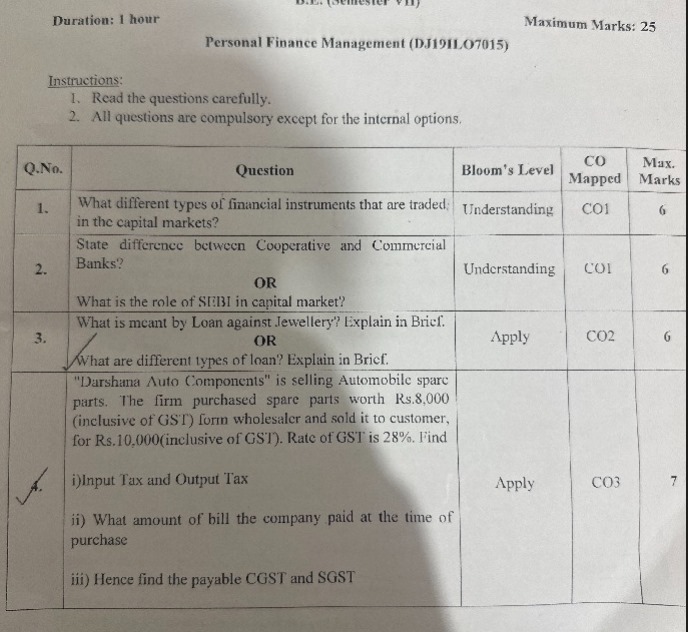 B.E. (Semester VII)
Duration: 1 hour
Maximum Marks: 25
Personal Finance Management (DJ19ILO7015)
Instructions:
1. Read the questions carefully.
2. All questions are compulsory except for the internal options.
Q.No. Question Bloom's Level CO Mapped Max. Marks
1. What different types of financial instruments that are traded
in the capital markets?
Understanding CO1 6
2. State difference between Cooperative and Commercial
Banks?
OR
What is the role of SEBI in capital market?
Understanding CO1 6
3. What is meant by Loan against Jewellery? Explain in Brief.
OR
What are different types of loan? Explain in Brief.
Apply CO2 6
4. "Darshana Auto Components" is selling Automobile spare
parts. The firm purchased spare parts worth Rs.8,000
(inclusive of GST) form wholesaler and sold it to customer,
for Rs.10,000(inclusive of GST). Rate of GST is 28%. Find
i)Input Tax and Output Tax
ii) What amount of bill the company paid at the time of
purchase
iii) Hence find the payable CGST and SGST
Apply CO3 7